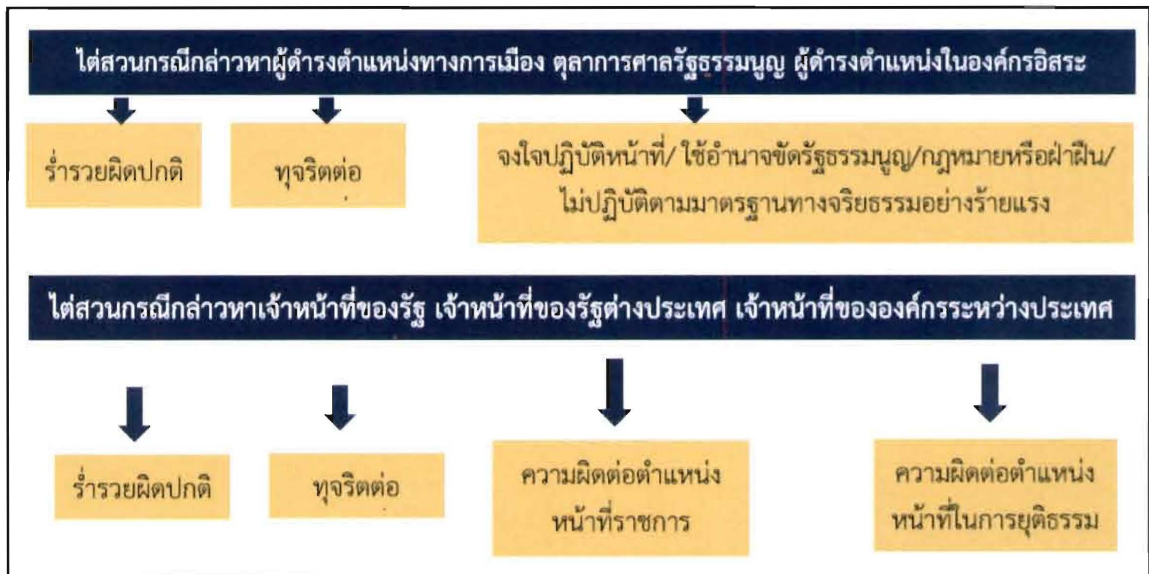 ไต่สวนกรณีกล่าวหาผู้ดำรงตำแหน่งทางการเมือง ตุลาการศาลรัฐธรรมนูญ ผู้ดำรงตำแหน่งในองค์กรอิสระ
ร่ำรวยผิดปกติ
ทุจริตต่อ
จงใจปฏิบัติหน้าที่/ ใช้อำนาจขัดรัฐธรรมนูญ/กฎหมายหรือฝ่าฝืน/
ไม่ปฏิบัติตามมาตรฐานทางจริยธรรมอย่างร้ายแรง
ไต่สวนกรณีกล่าวหาเจ้าหน้าที่ของรัฐ เจ้าหน้าที่ของรัฐต่างประเทศ เจ้าหน้าที่ขององค์กรระหว่างประเทศ
ร่ำรวยผิดปกติ
ทุจริตต่อ
ความผิดต่อตำแหน่ง
หน้าที่ราชการ
ความผิดต่อตำแหน่ง
หน้าที่ในการยุติธรรม